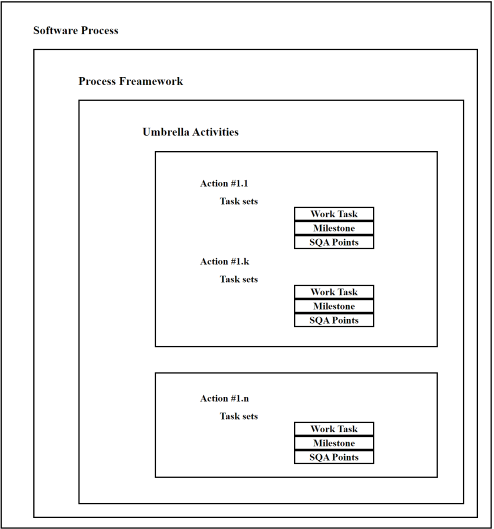 Software Process
Process Freamework
Umbrella Activities
Action #1.1
Task sets
Work Task
Milestone
SQA Points
Action #1.k
Task sets
Work Task
Milestone
SQA Points
Action #1.n
Task sets
Work Task
Milestone
SQA Points